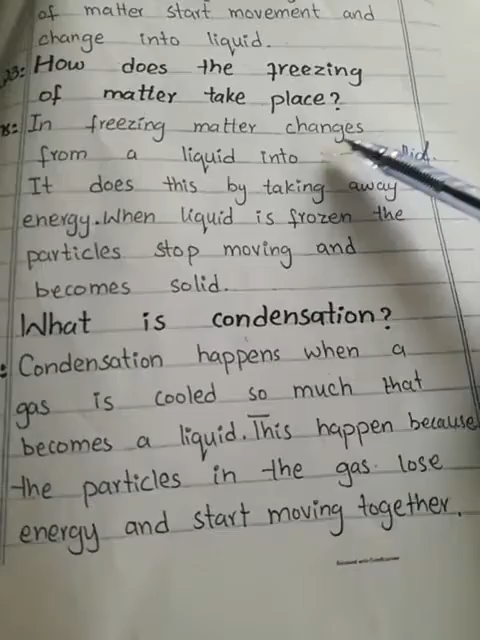 of matter start movement and
change into liquid.
23: How does the freezing
of matter take place?
In freezing matter changes
from a liquid into
It does this by taking away
energy. When liquid is frozen the
particles stop moving and
becomes solid.
What is condensation?
: Condensation happens when a
gas is cooled so much that
becomes a liquid. This happen because
the particles in the gas lose
energy and start moving together.